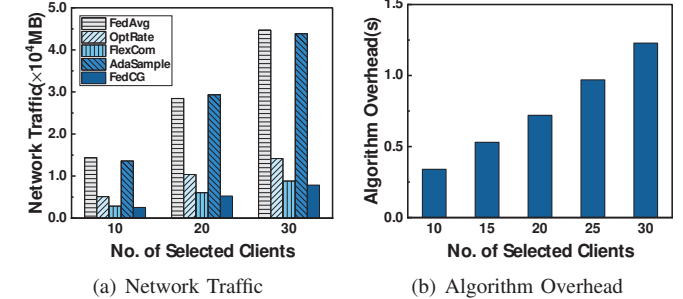 Network Traffic(×10⁴MB)
5.0
4.0
3.0
2.0
1.0
0.0
FedAvg
OptRate
FlexCom
AdaSample
FedCG
10 20 30
No. of Selected Clients
(a) Network Traffic
Algorithm Overhead(s)
1.5
1.0
0.5
0.0
10 15 20 25 30
No. of Selected Clients
(b) Algorithm Overhead